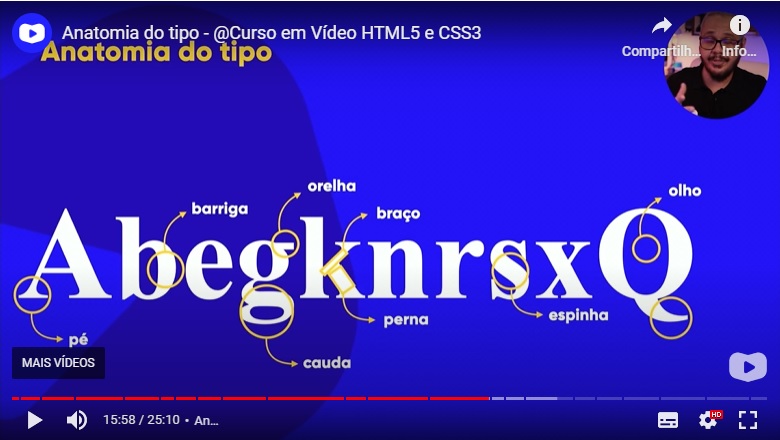 Anatomia do tipo - @Curso em Vídeo HTML5 e CSS3
Compartilh...
Info...
Anatomia do tipo
orelha
olho
barriga
braço
AbegknrsxQ
perna
espinha
pé
cauda
MAIS VÍDEOS
15:58 / 25:10 • An...
HD